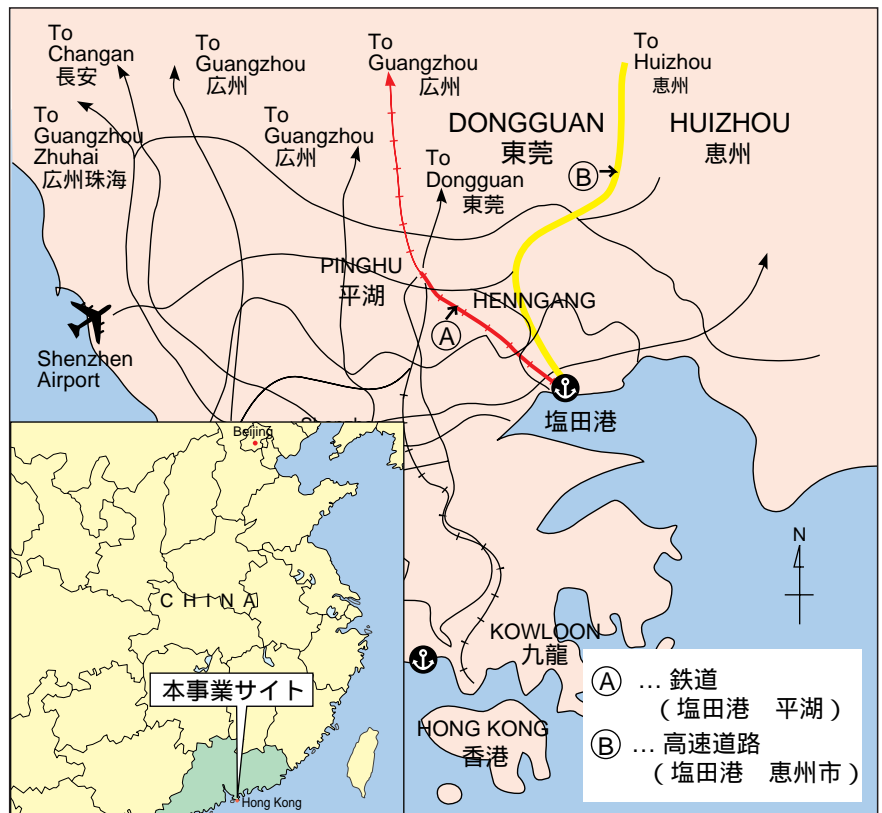 To
Changan
長安
To
Guangzhou
広州
To
Guangzhou
広州
To
Huizhou
恵州
To
Guangzhou
Zhuhai
広州珠海
To
Guangzhou
広州
DONGGUAN
東莞
HUIZHOU
恵州
To
Dongguan
東莞
B
PINGHU
平湖
HENNGANG
A
Shenzhen
Airport
塩田港
Beijing
CHINA
N
本事業サイト
Hong Kong
KOWLOON
九龍
HONG KONG
香港
A … 鉄道
(塩田港 平湖)
B … 高速道路
(塩田港 恵州市)